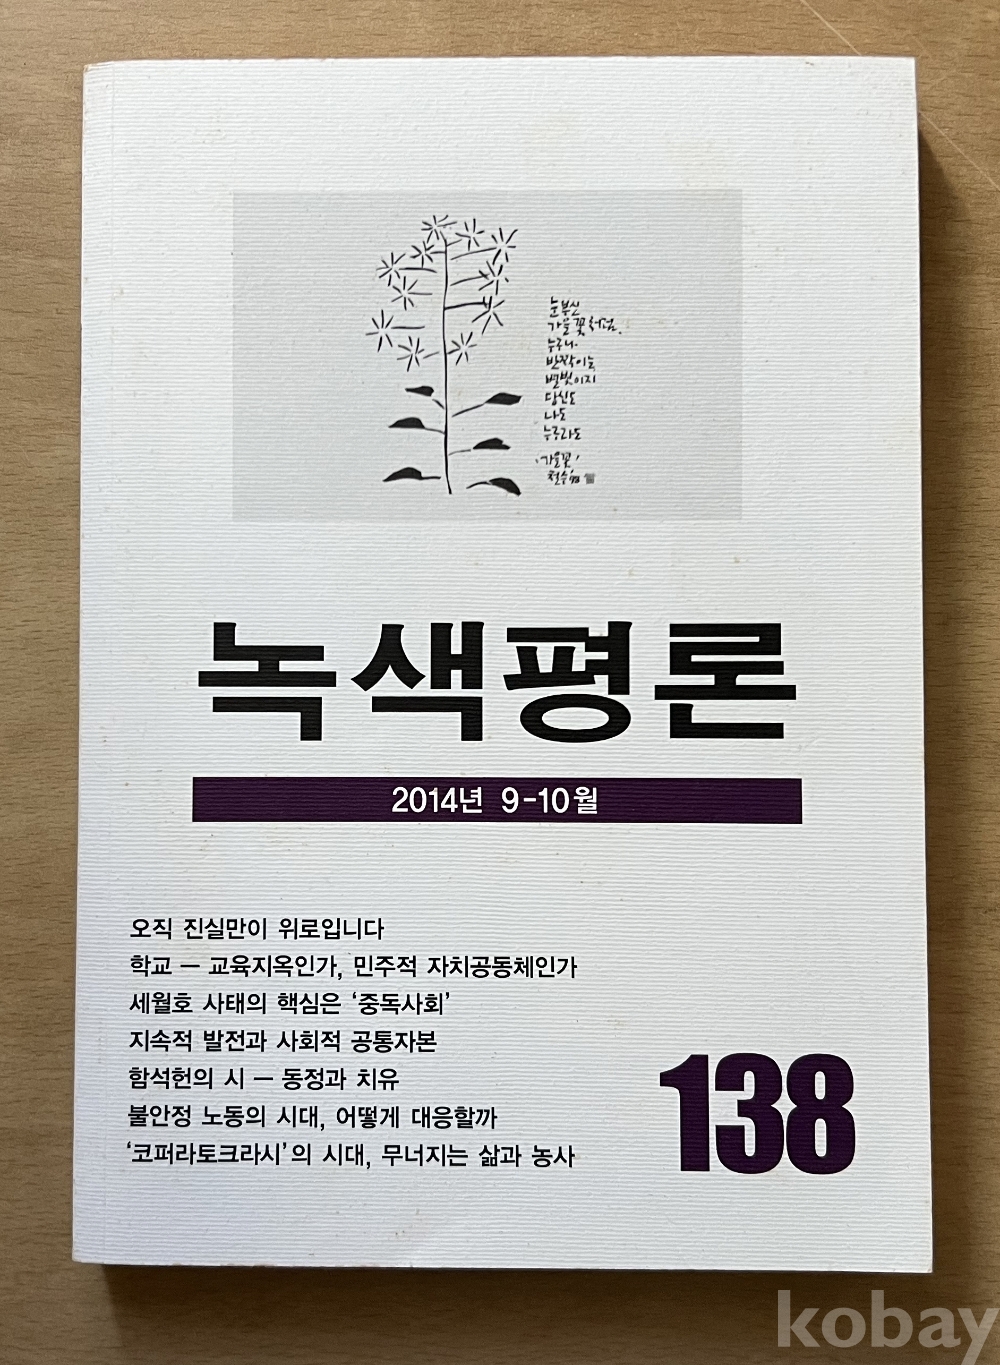 눈부신
가을꽃처럼.
누구나
반짝이는
별빛이지
당신도
나도
누구라도
'가을꽃'
철수
녹색평론
2014년 9-10월
오직 진실만이 위로입니다
학교 — 교육지옥인가, 민주적 자치공동체인가
세월호 사태의 핵심은 '중독사회'
지속적 발전과 사회적 공통자본
함석헌의 시 — 동정과 치유
불안정 노동의 시대, 어떻게 대응할까
'코퍼라토크라시'의 시대, 무너지는 삶과 농사
138
kobay